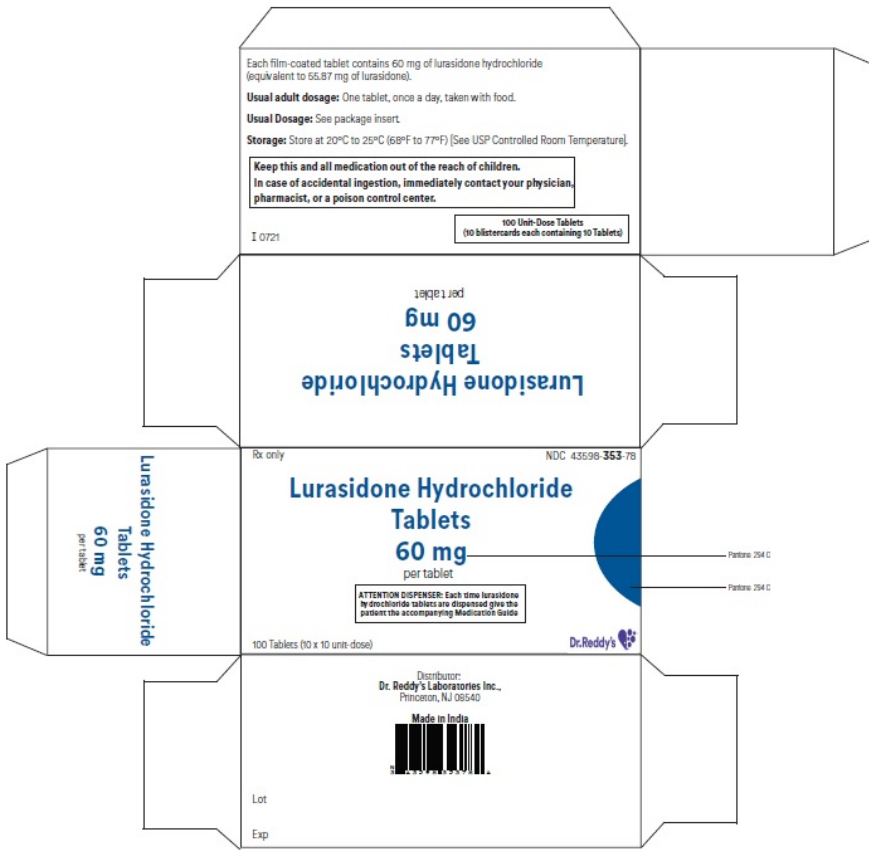 Each film-coated tablet contains 60 mg of lurasidone hydrochloride
(equivalent to 55.87 mg of lurasidone).
Usual adult dosage: One tablet, once a day, taken with food.
Usual Dosage: See package insert.
Storage: Store at 20°C to 25°C (68°F to 77°F) [See USP Controlled Room Temperature].
Keep this and all medication out of the reach of children.
In case of accidental ingestion, immediately contact your physician,
pharmacist, or a poison control center.
100 Unit-Dose Tablets
(10 blistercards each containing 10 Tablets)
I 0721
Lurasidone Hydrochloride
Tablets
60 mg
per tablet
Lurasidone Hydrochloride
Tablets
60 mg
per tablet
Rx only
NDC 43598-353-78
Lurasidone Hydrochloride
Tablets
60 mg
per tablet
ATTENTION DISPENSER: Each time lurasidone
hydrochloride tablets are dispensed give the
patient the accompanying Medication Guide
100 Tablets (10 x 10 unit-dose)
Dr.Reddy's
Pantone 294 C
Pantone 294 C
Distributor:
Dr. Reddy's Laboratories Inc.,
Princeton, NJ 08540
Made in India
Lot
Exp